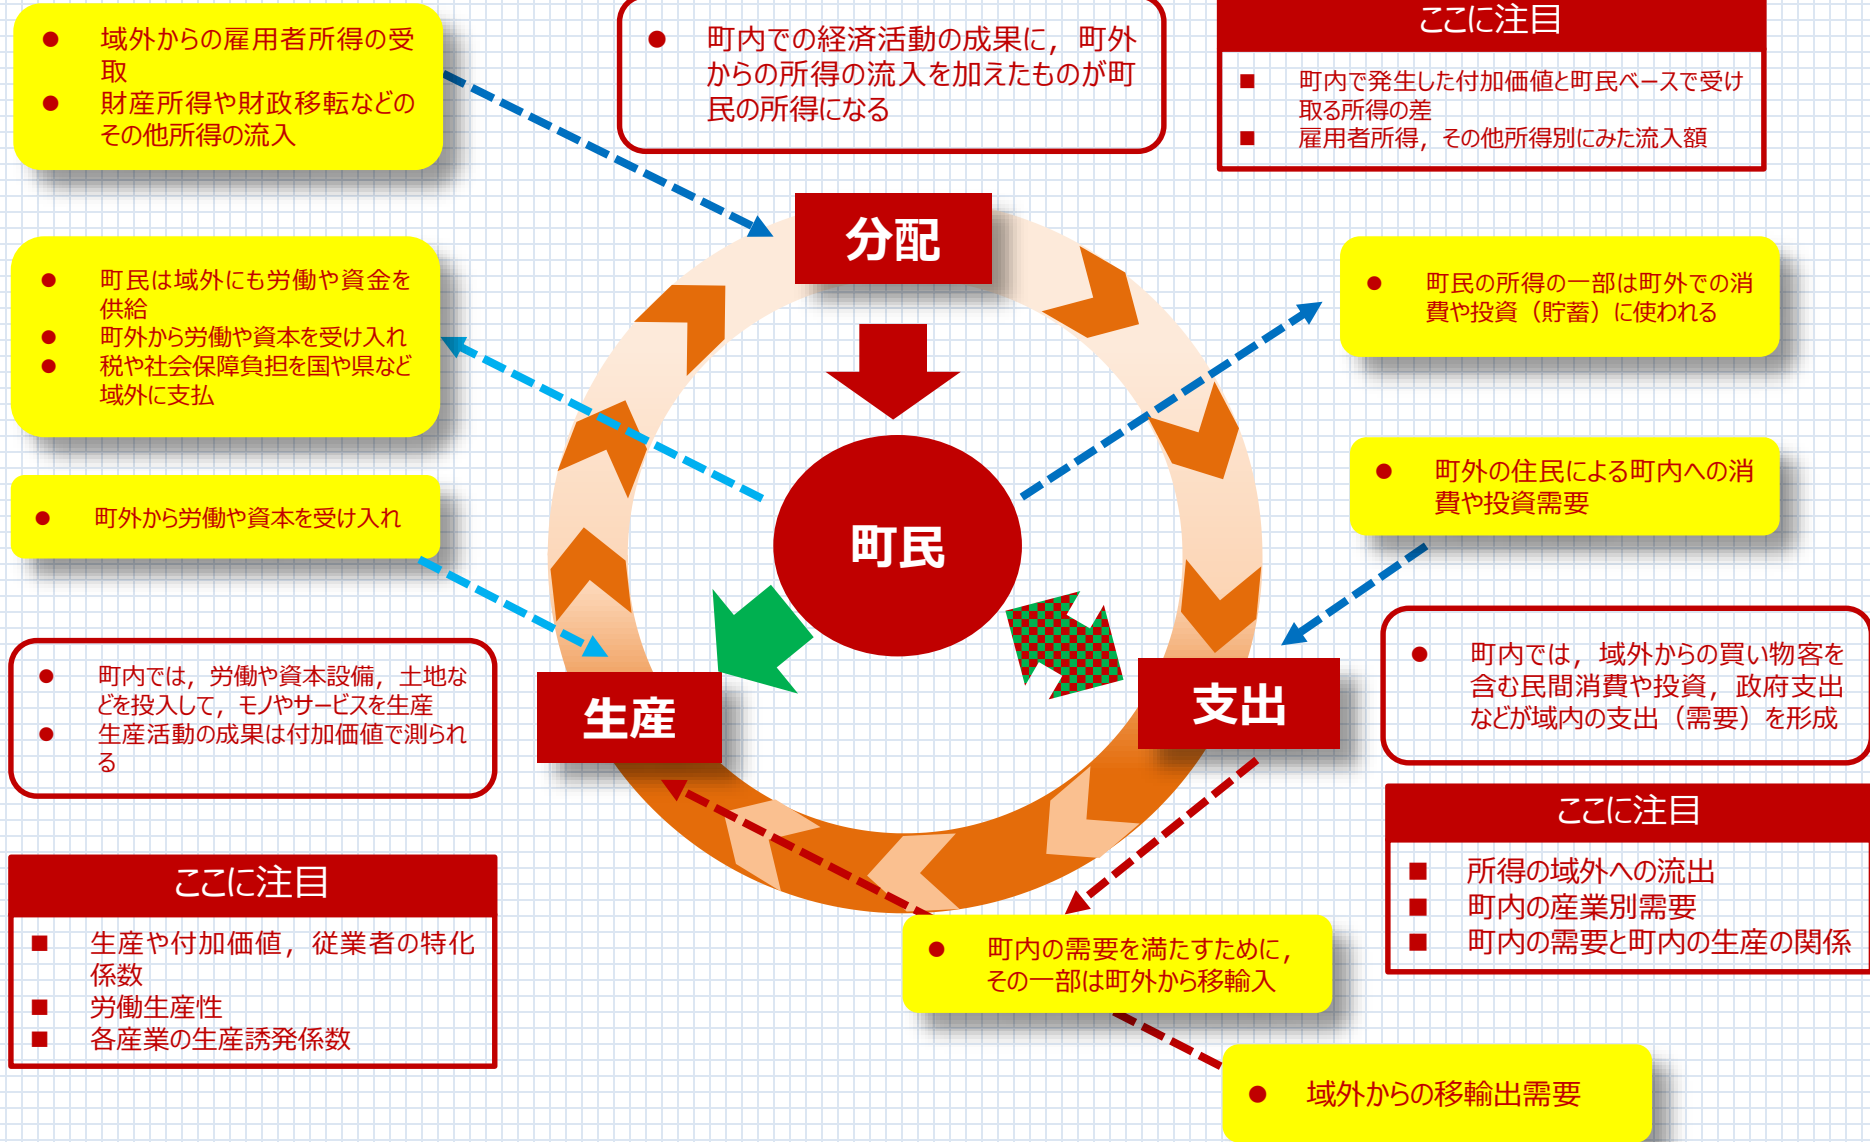 域外からの雇用者所得の受
取
財産所得や財政移転などの
その他所得の流入
町内での経済活動の成果に，町外
からの所得の流入を加えたものが町
民の所得になる
ここに注目
町内で発生した付加価値と町民ベースで受け
取る所得の差
雇用者所得，その他所得別にみた流入額
分配
町民は域外にも労働や資金を
供給
町外から労働や資本を受け入れ
税や社会保障負担を国や県など
域外に支払
町民の所得の一部は町外での消
費や投資（貯蓄）に使われる
町外から労働や資本を受け入れ
町民
町外の住民による町内への消
費や投資需要
町内では，労働や資本設備，土地な
どを投入して，モノやサービスを生産
生産活動の成果は付加価値で測られ
る
生産
支出
町内では，域外からの買い物客を
含む民間消費や投資，政府支出
などが域内の支出（需要）を形成
ここに注目
生産や付加価値，従業者の特化
係数
労働生産性
各産業の生産誘発係数
ここに注目
所得の域外への流出
町内の産業別需要
町内の需要と町内の生産の関係
町内の需要を満たすために，
その一部は町外から移輸入
域外からの移輸出需要